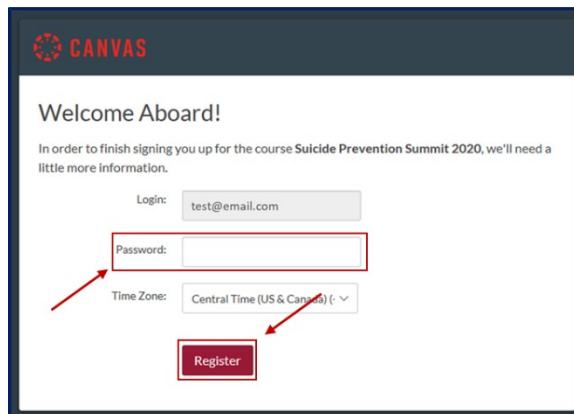 CANVAS
Welcome Aboard!
In order to finish signing you up for the course Suicide Prevention Summit 2020, we'll need a
little more information.
Login: test@email.com
Password:
Time Zone: Central Time (US & Canada) (-
Register